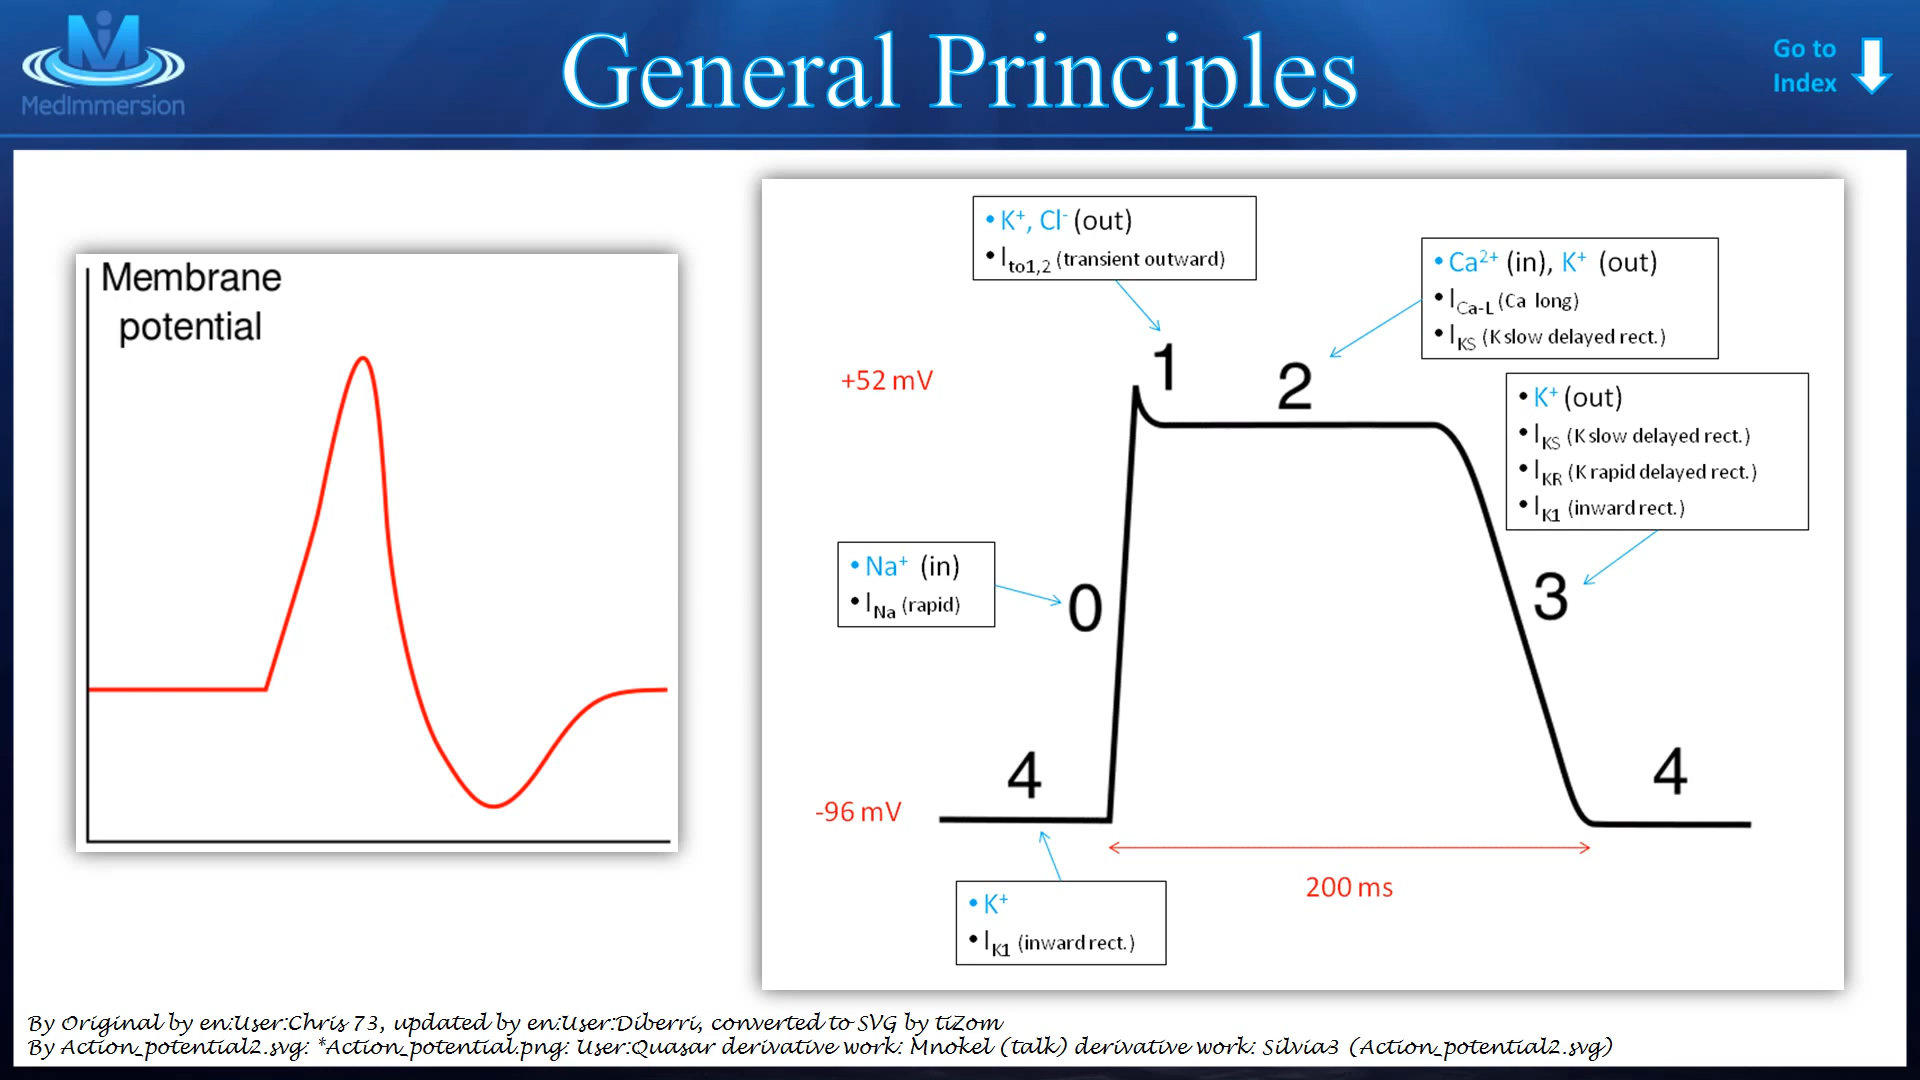 MedImmersion
General Principles
Go to
Index
Membrane
potential
• K⁺, Cl⁻ (out)
• Ito1,2 (transient outward)
• Ca²⁺ (in), K⁺ (out)
• ICa-L (Ca long)
• IKS (K slow delayed rect.)
+52 mV
1
2
• K⁺ (out)
• IKS (K slow delayed rect.)
• IKR (K rapid delayed rect.)
• IK1 (inward rect.)
• Na⁺ (in)
• INa (rapid)
0
3
4
4
-96 mV
200 ms
• K⁺
• IK1 (inward rect.)
By Original by en:User:Chris 73, updated by en:User:Diberri, converted to SVG by tiZom
By Action_potential2.svg: *Action_potential.png: User:Quasar derivative work: Mnokel (talk) derivative work: Silvia3 (Action_potential2.svg)